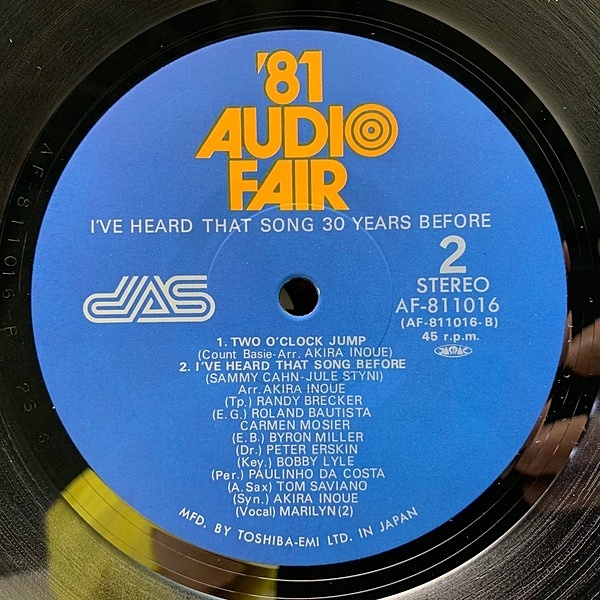 '81
AUDIO
FAIR
I'VE HEARD THAT SONG 30 YEARS BEFORE
JAS
2
STEREO
AF-811016
(AF-811016-B)
45 r.p.m.
JASRAC
1. TWO O'CLOCK JUMP
(Count Basie-Arr. AKIRA INOUE)
2. I'VE HEARD THAT SONG BEFORE
(SAMMY CAHN-JULE STYNI)
Arr. AKIRA INOUE
(Tp.) RANDY BRECKER
(E.G.) ROLAND BAUTISTA
CARMEN MOSIER
(E.B.) BYRON MILLER
(Dr.) PETER ERSKIN
(Key.) BOBBY LYLE
(Per.) PAULINHO DA COSTA
(A.Sax) TOM SAVIANO
(Syn.) AKIRA INOUE
(Vocal) MARILYN(2)
MFD. BY TOSHIBA-EMI LTD. IN JAPAN
AF-811016